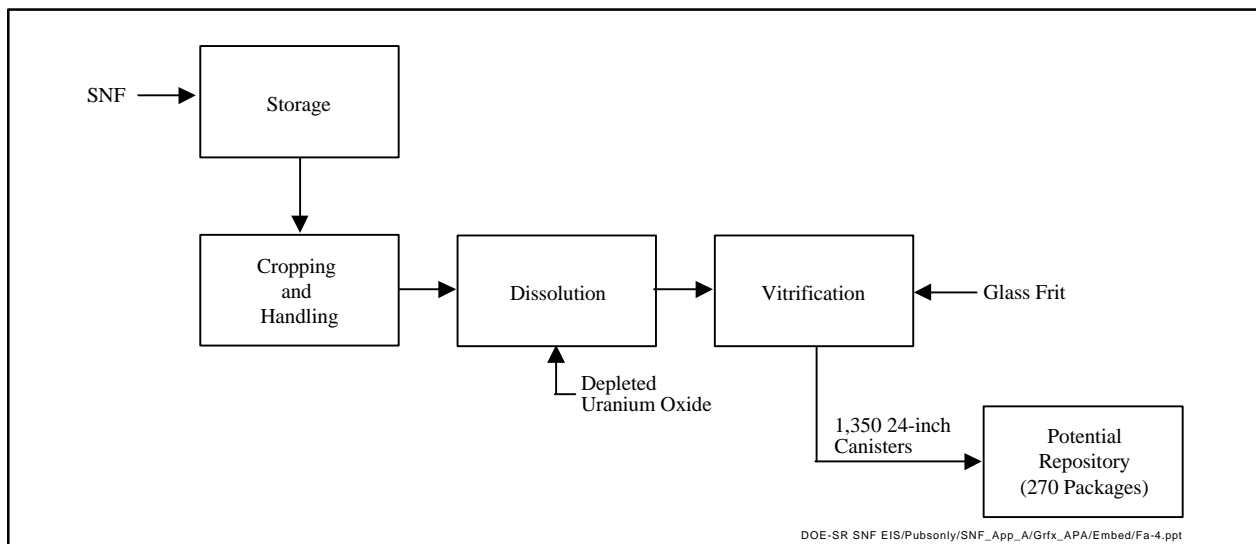 SNF
Storage
Cropping
and
Handling
Dissolution
Vitrification
Glass Frit
Depleted
Uranium Oxide
1,350 24-inch
Canisters
Potential
Repository
(270 Packages)
DOE-SR SNF EIS/Pubsonly/SNF_App_A/Grfx_APA/Embed/Fa-4.ppt